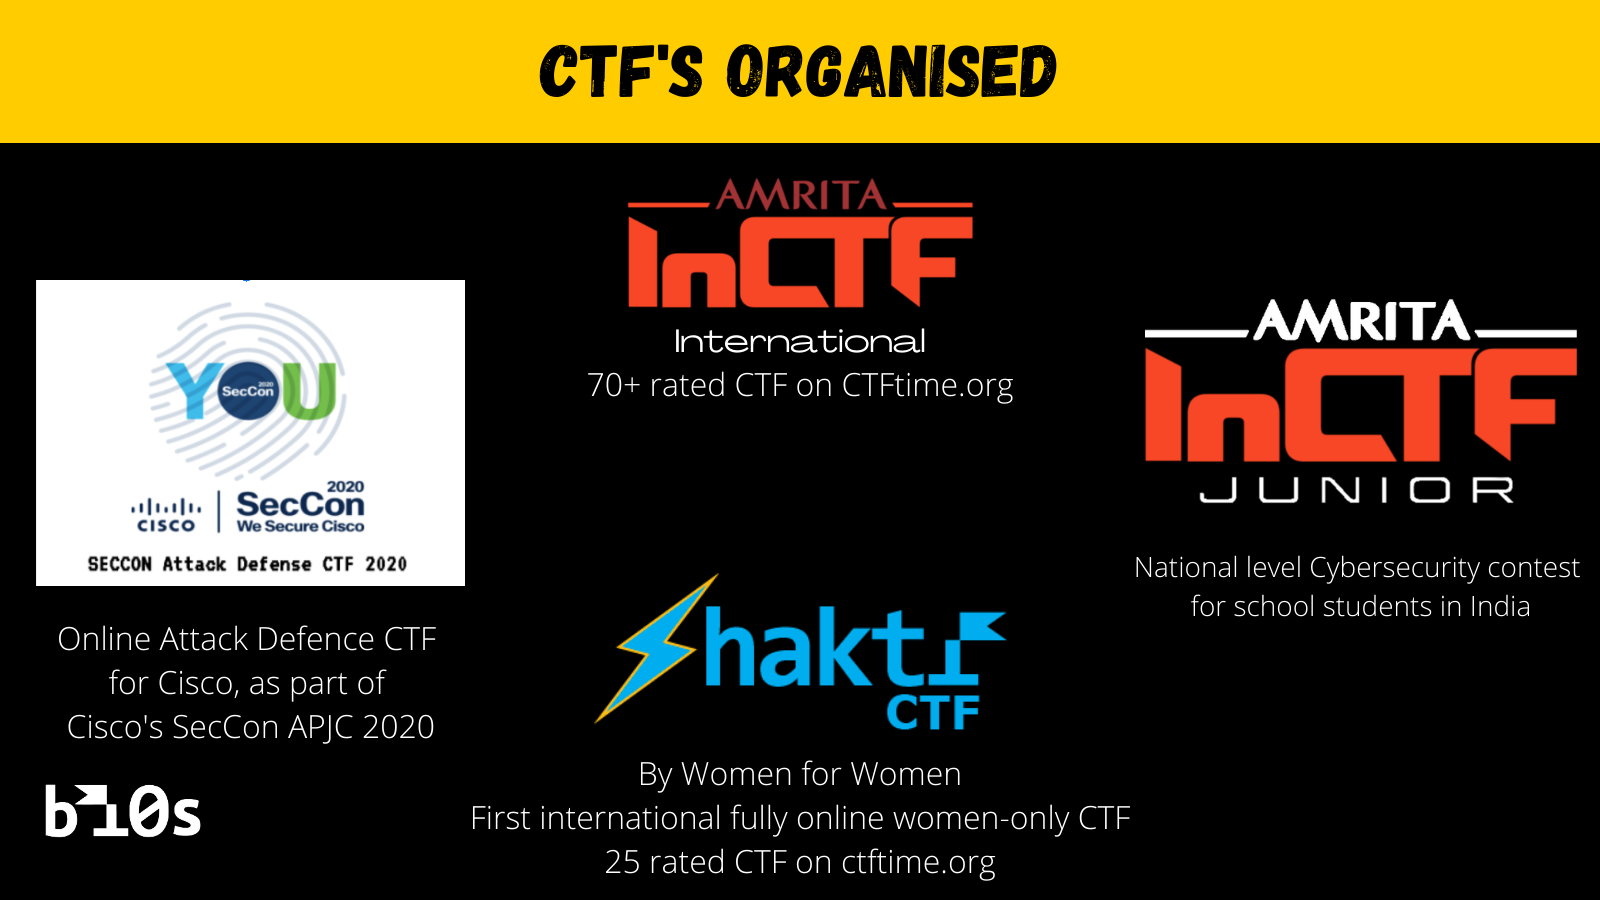 CTF'S ORGANISED
AMRITA
InCTF
International
70+ rated CTF on CTFtime.org
YOU
2020
SecCon
2020
CISCO
SecCon
We Secure Cisco
SECCON Attack Defense CTF 2020
Online Attack Defence CTF
for Cisco, as part of
Cisco's SecCon APJC 2020
AMRITA
InCTF
JUNIOR
National level Cybersecurity contest
for school students in India
Shakti
CTF
By Women for Women
First international fully online women-only CTF
25 rated CTF on ctftime.org
bi0s